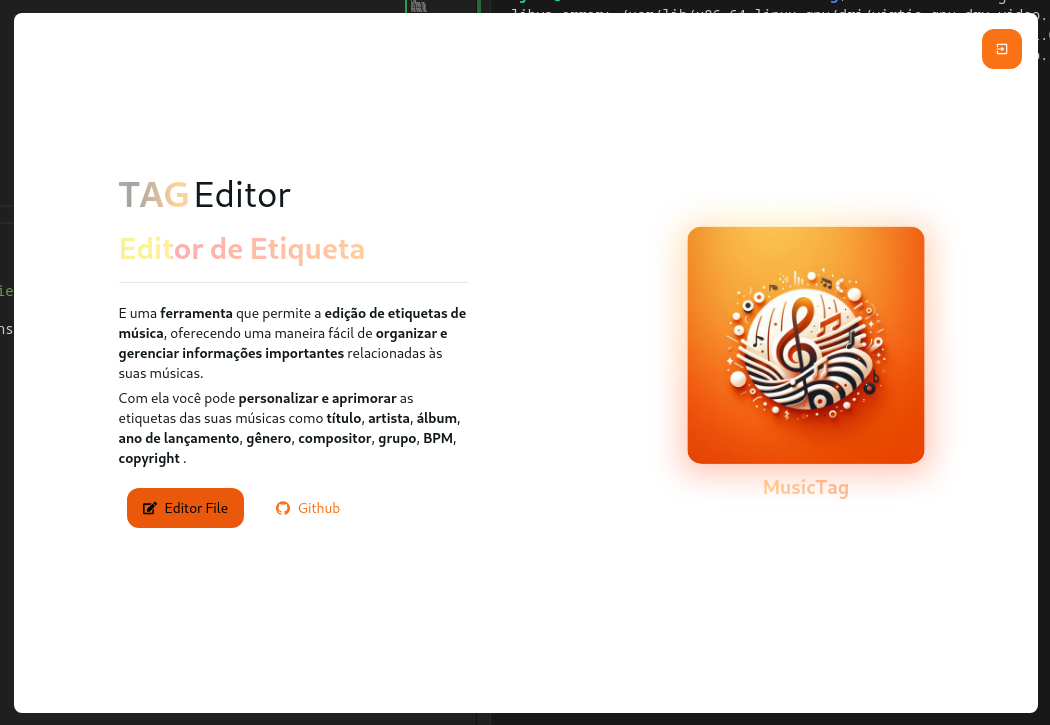 TAG Editor
Editor de Etiqueta
E uma ferramenta que permite a edição de etiquetas de
música, oferecendo uma maneira fácil de organizar e
gerenciar informações importantes relacionadas às
suas músicas.
Com ela você pode personalizar e aprimorar as
etiquetas das suas músicas como título, artista, álbum,
ano de lançamento, gênero, compositor, grupo, BPM,
copyright .
Editor File
Github
MusicTag